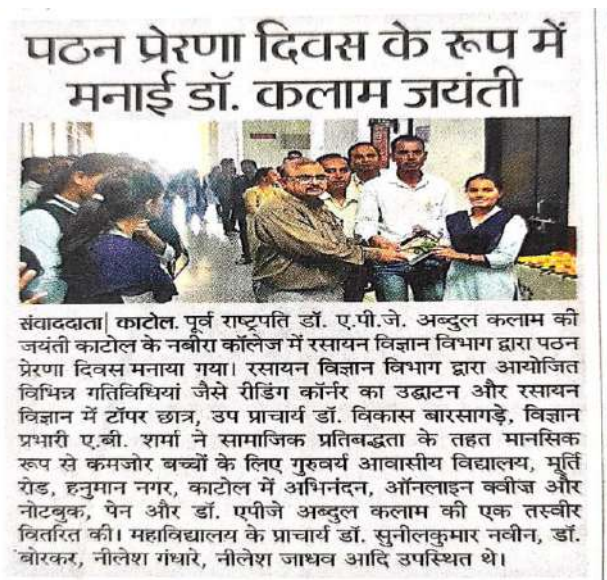 पठन प्रेरणा दिवस के रूप में
मनाई डॉ. कलाम जयंती
संवाददाता| काटोल. पूर्व राष्ट्रपति डॉ. ए.पी.जे. अब्दुल कलाम की
जयंती काटोल के नबीरा कॉलेज में रसायन विज्ञान विभाग द्वारा पठन
प्रेरणा दिवस मनाया गया। रसायन विज्ञान विभाग द्वारा आयोजित
विभिन्न गतिविधियां जैसे रीडिंग कॉर्नर का उद्घाटन और रसायन
विज्ञान में टॉपर छात्र, उप प्राचार्य डॉ. विकास बारसागड़े, विज्ञान
प्रभारी ए.बी. शर्मा ने सामाजिक प्रतिबद्धता के तहत मानसिक
रूप से कमजोर बच्चों के लिए गुरुवर्य आवासीय विद्यालय, मूर्ति
रोड, हनुमान नगर, काटोल में अभिनंदन, ऑनलाइन क्वीज और
नोटबुक, पेन और डॉ. एपीजे अब्दुल कलाम की एक तस्वीर
वितरित की। महाविद्यालय के प्राचार्य डॉ. सुनीलकुमार नवीन, डॉ.
बोरकर, नीलेश गंधारे, नीलेश जाधव आदि उपस्थित थे।